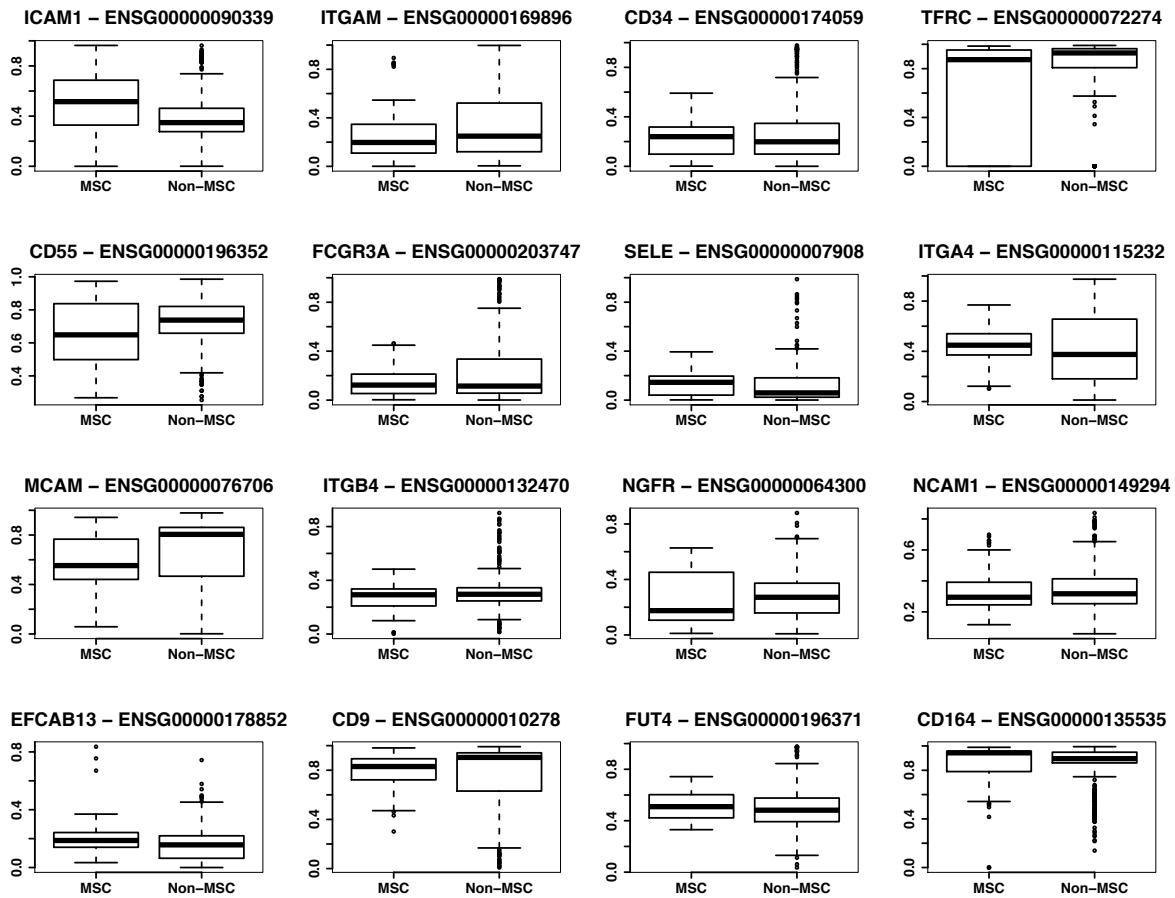 ICAM1 – ENSG00000090339
ITGAM – ENSG00000169896
CD34 – ENSG00000174059
TFRC – ENSG00000072274
0.0 0.4 0.8
0.0 0.4 0.8
0.0 0.4 0.8
0.0 0.4 0.8
MSC Non−MSC
MSC Non−MSC
MSC Non−MSC
MSC Non−MSC
CD55 – ENSG00000196352
FCGR3A – ENSG00000203747
SELE – ENSG00000007908
ITGA4 – ENSG00000115232
0.4 0.6 0.8 1.0
0.0 0.4 0.8
0.0 0.4 0.8
0.0 0.4 0.8
MSC Non−MSC
MSC Non−MSC
MSC Non−MSC
MSC Non−MSC
MCAM – ENSG00000076706
ITGB4 – ENSG00000132470
NGFR – ENSG00000064300
NCAM1 – ENSG00000149294
0.0 0.4 0.8
0.0 0.4 0.8
0.0 0.4 0.8
0.2 0.6
MSC Non−MSC
MSC Non−MSC
MSC Non−MSC
MSC Non−MSC
EFCAB13 – ENSG00000178852
CD9 – ENSG00000010278
FUT4 – ENSG00000196371
CD164 – ENSG00000135535
0.0 0.4 0.8
0.0 0.4 0.8
0.0 0.4 0.8
0.0 0.4 0.8
MSC Non−MSC
MSC Non−MSC
MSC Non−MSC
MSC Non−MSC